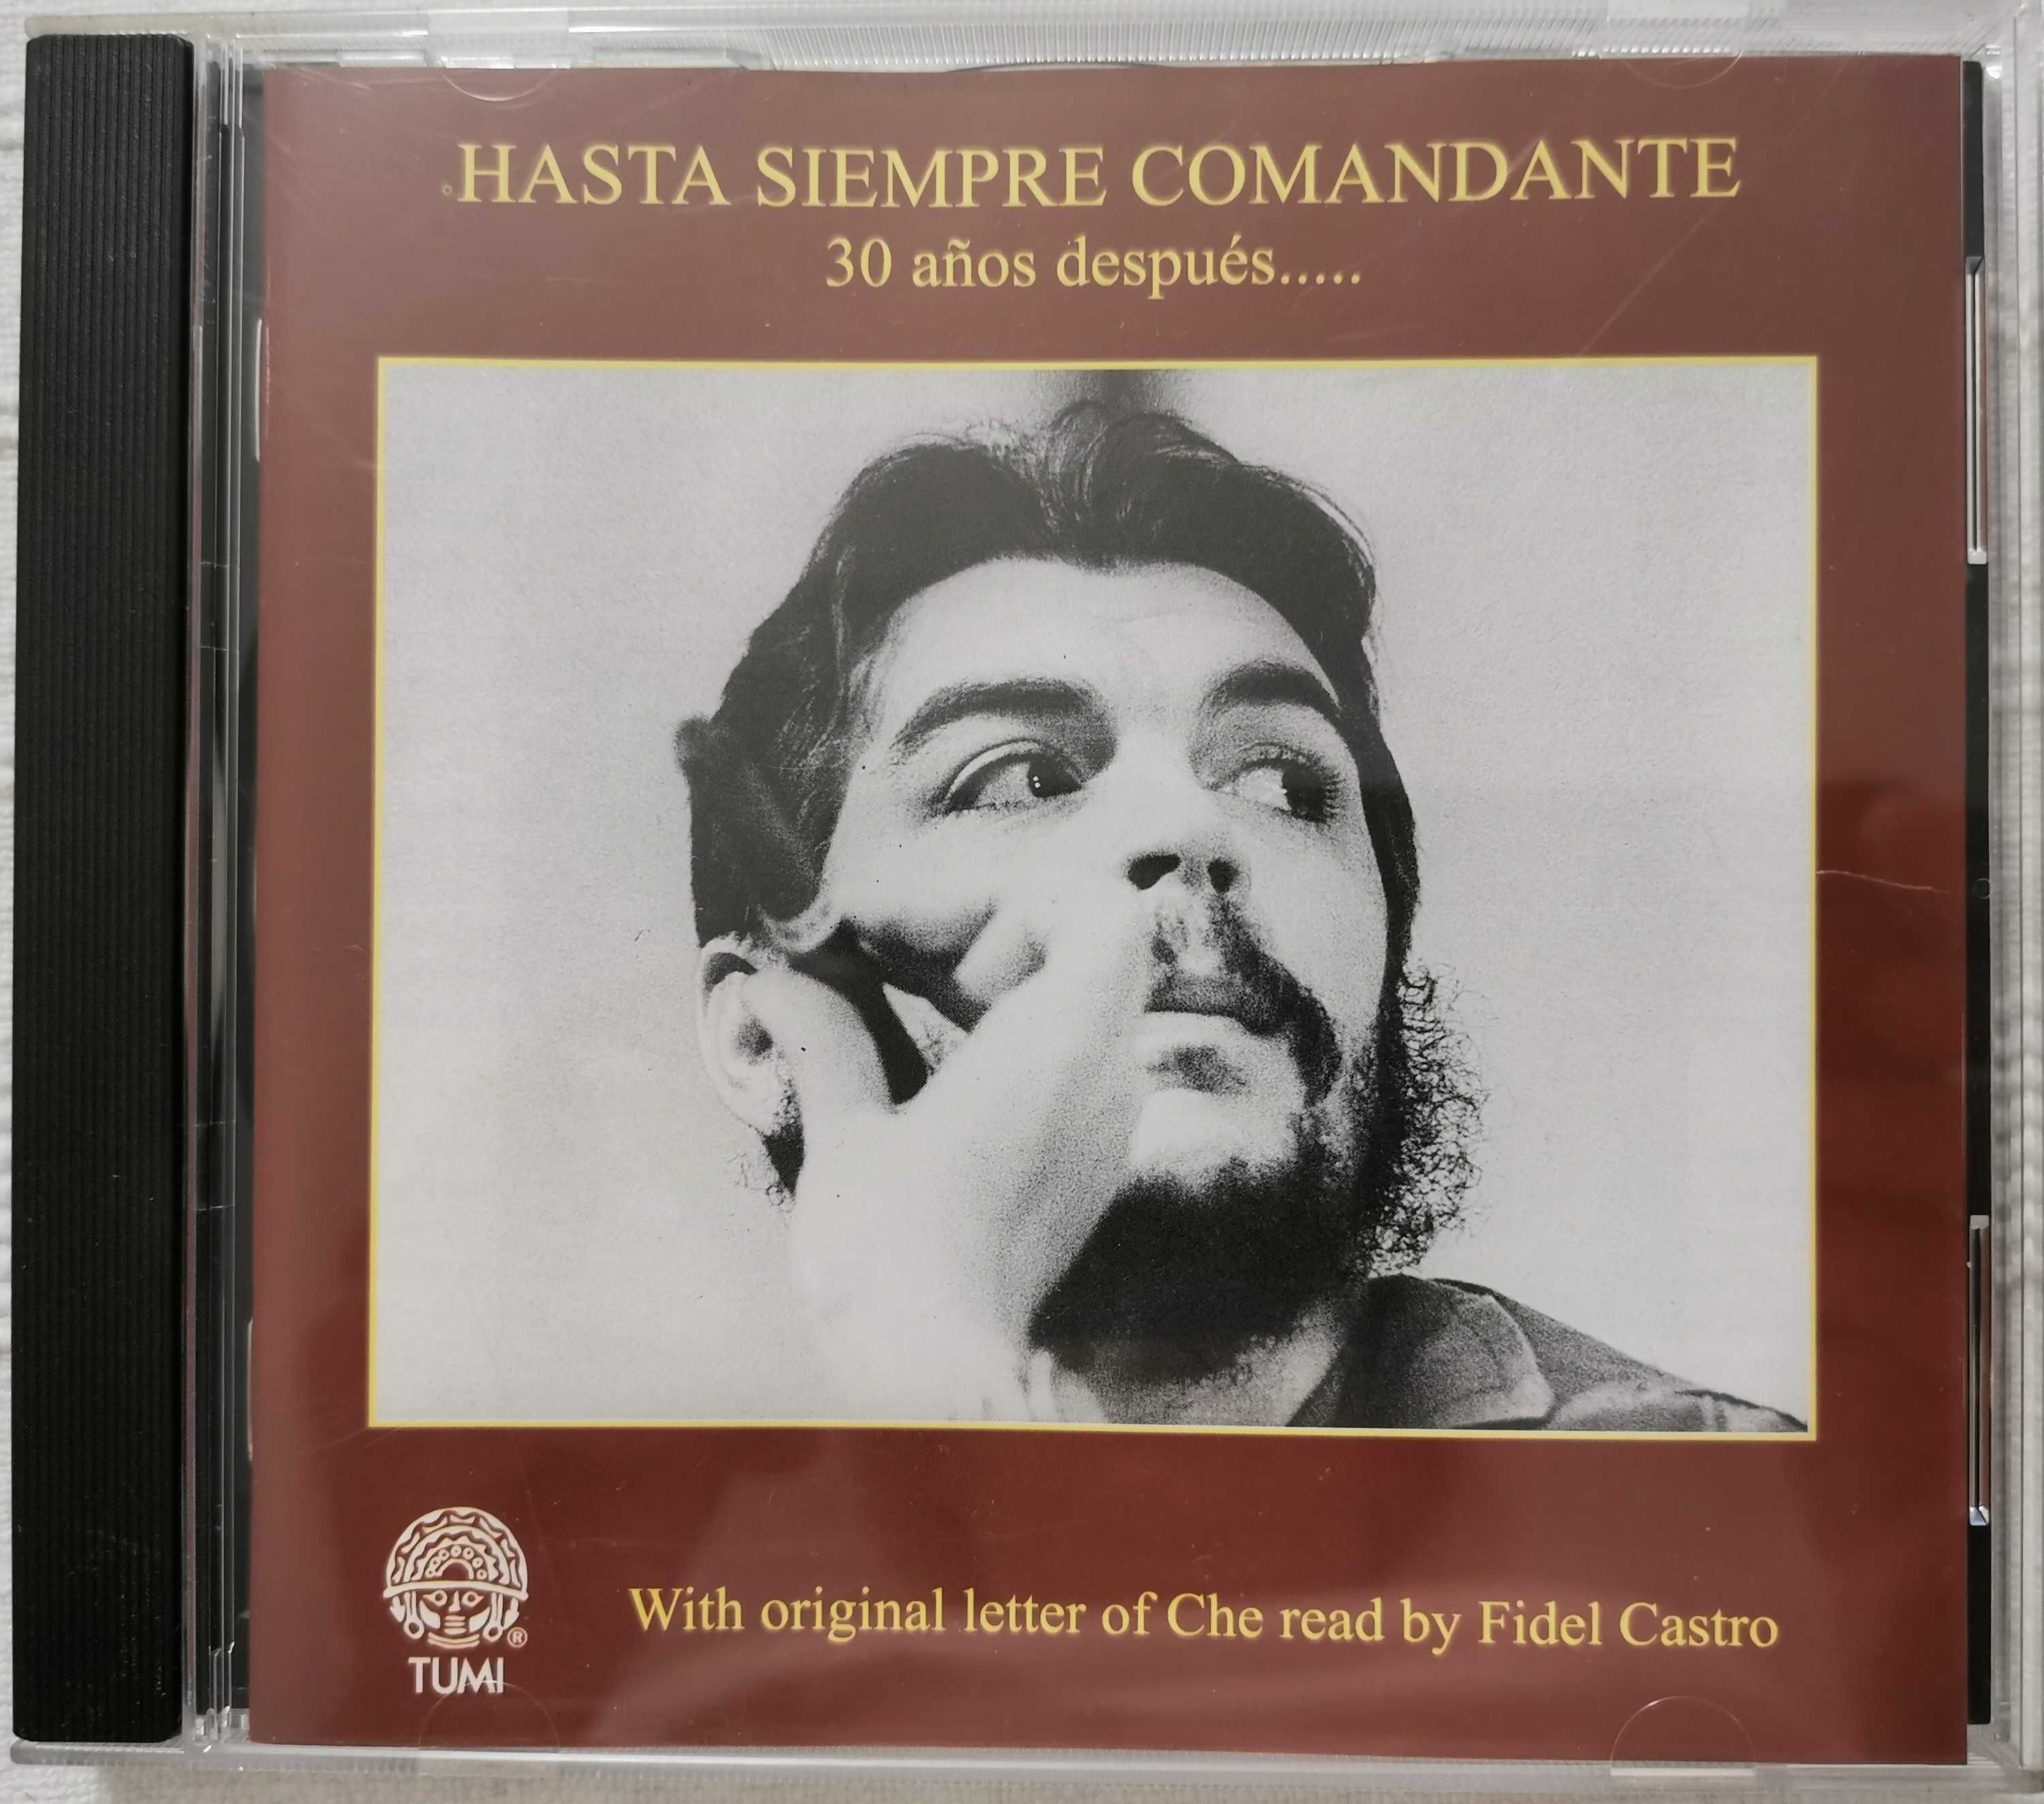 HASTA SIEMPRE COMANDANTE
30 años después.....
With original letter of Che read by Fidel Castro
®
TUMI